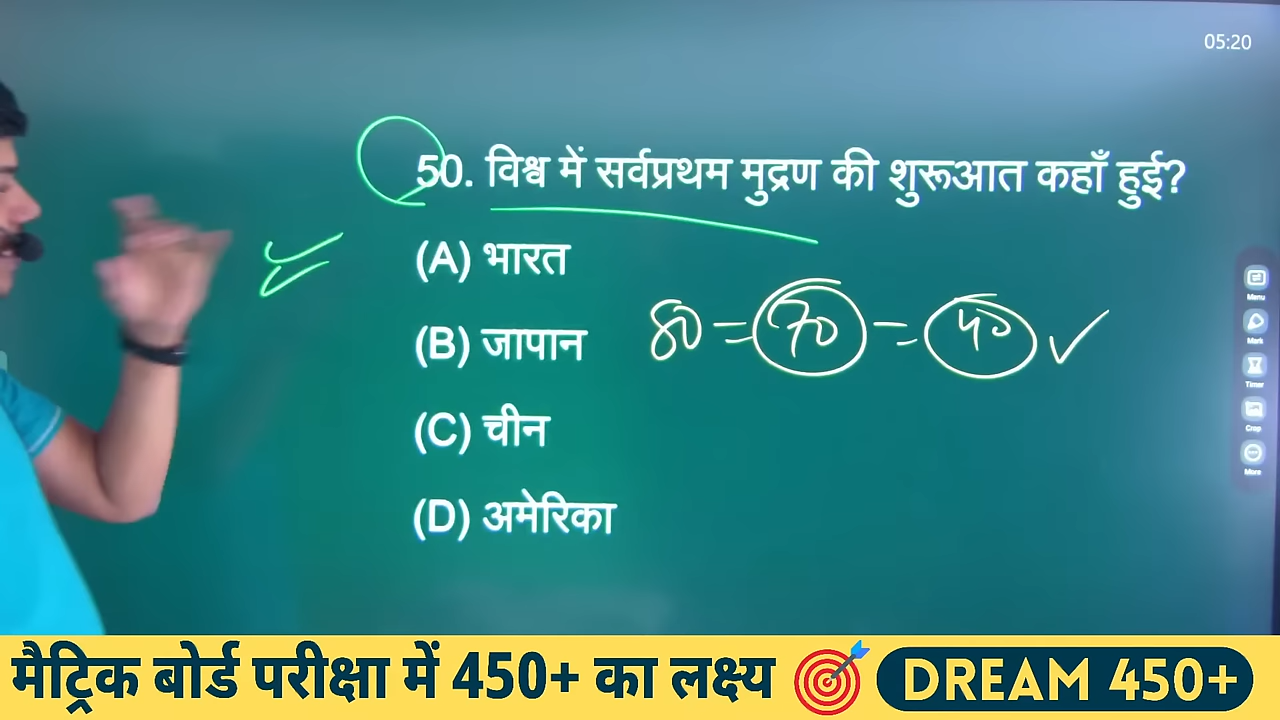 05:20
50. विश्व में सर्वप्रथम मुद्रण की शुरूआत कहाँ हुई?
(A) भारत
(B) जापान
80 = 70 = 40 ✓
(C) चीन
(D) अमेरिका
Menu
Mark
Timer
Crop
More
मैट्रिक बोर्ड परीक्षा में 450+ का लक्ष्य
DREAM 450+